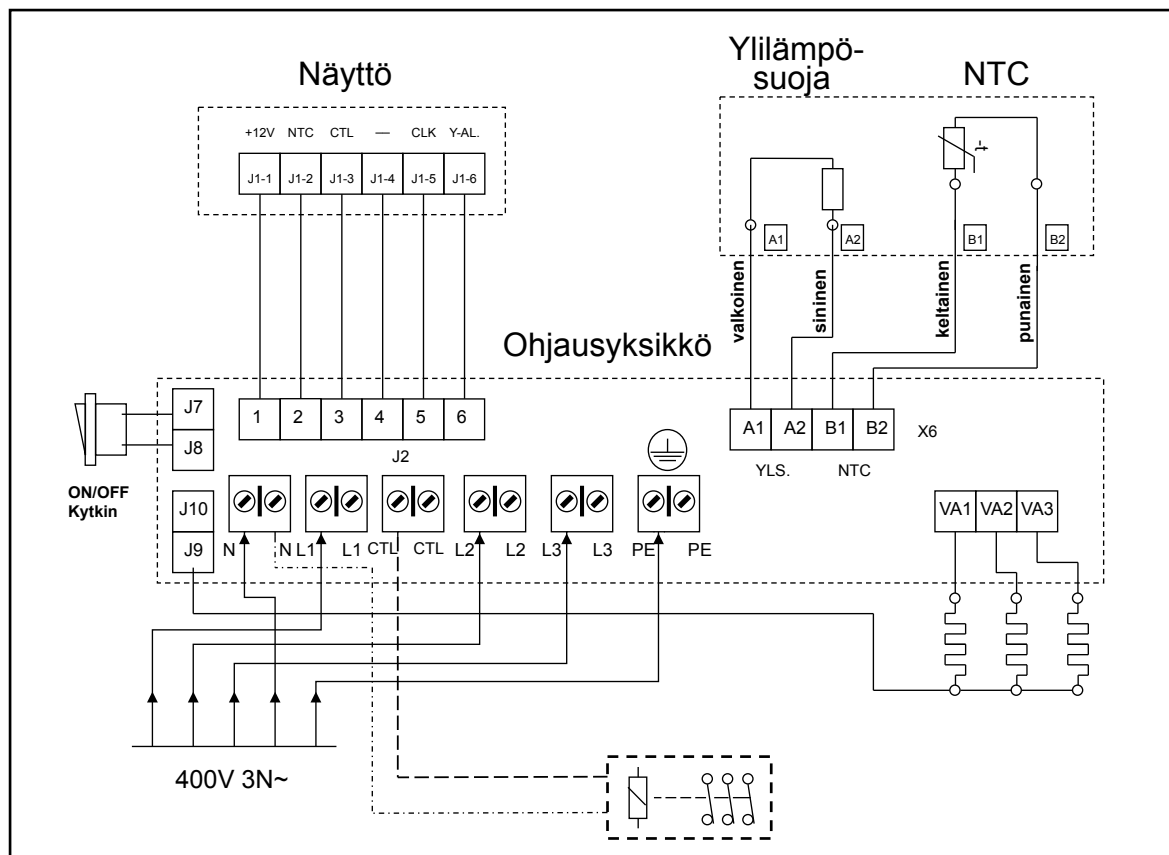 Näyttö
Ylilämpö-
suoja
NTC
+12V NTC CTL — CLK Y-AL.
J1-1 J1-2 J1-3 J1-4 J1-5 J1-6
-t
A1 A2 B1 B2
valkoinen
sininen
keltainen
punainen
Ohjausyksikkö
J7
J8
1 2 3 4 5 6
J2
A1 A2 B1 B2 X6
YLS. NTC
ON/OFF
Kytkin
J10
J9
VA1 VA2 VA3
N N L1 L1 CTL CTL L2 L2 L3 L3 PE PE
400V 3N~